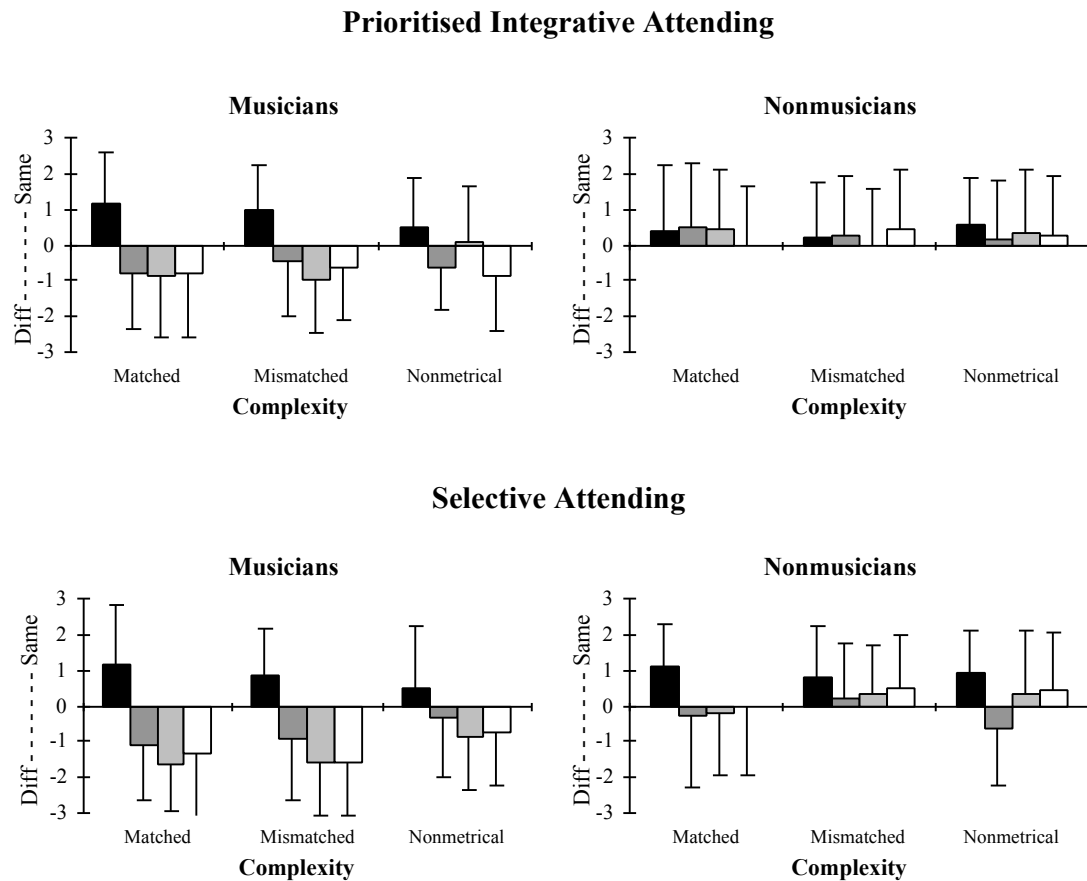 Prioritised Integrative Attending
Musicians
3
2
1
0
-1
-2
-3
Diff ----- Same
Matched Mismatched Nonmetrical
Complexity
Nonmusicians
3
2
1
0
-1
-2
-3
Diff ----- Same
Matched Mismatched Nonmetrical
Complexity
Selective Attending
Musicians
3
2
1
0
-1
-2
-3
Diff ----- Same
Matched Mismatched Nonmetrical
Complexity
Nonmusicians
3
2
1
0
-1
-2
-3
Diff ----- Same
Matched Mismatched Nonmetrical
Complexity